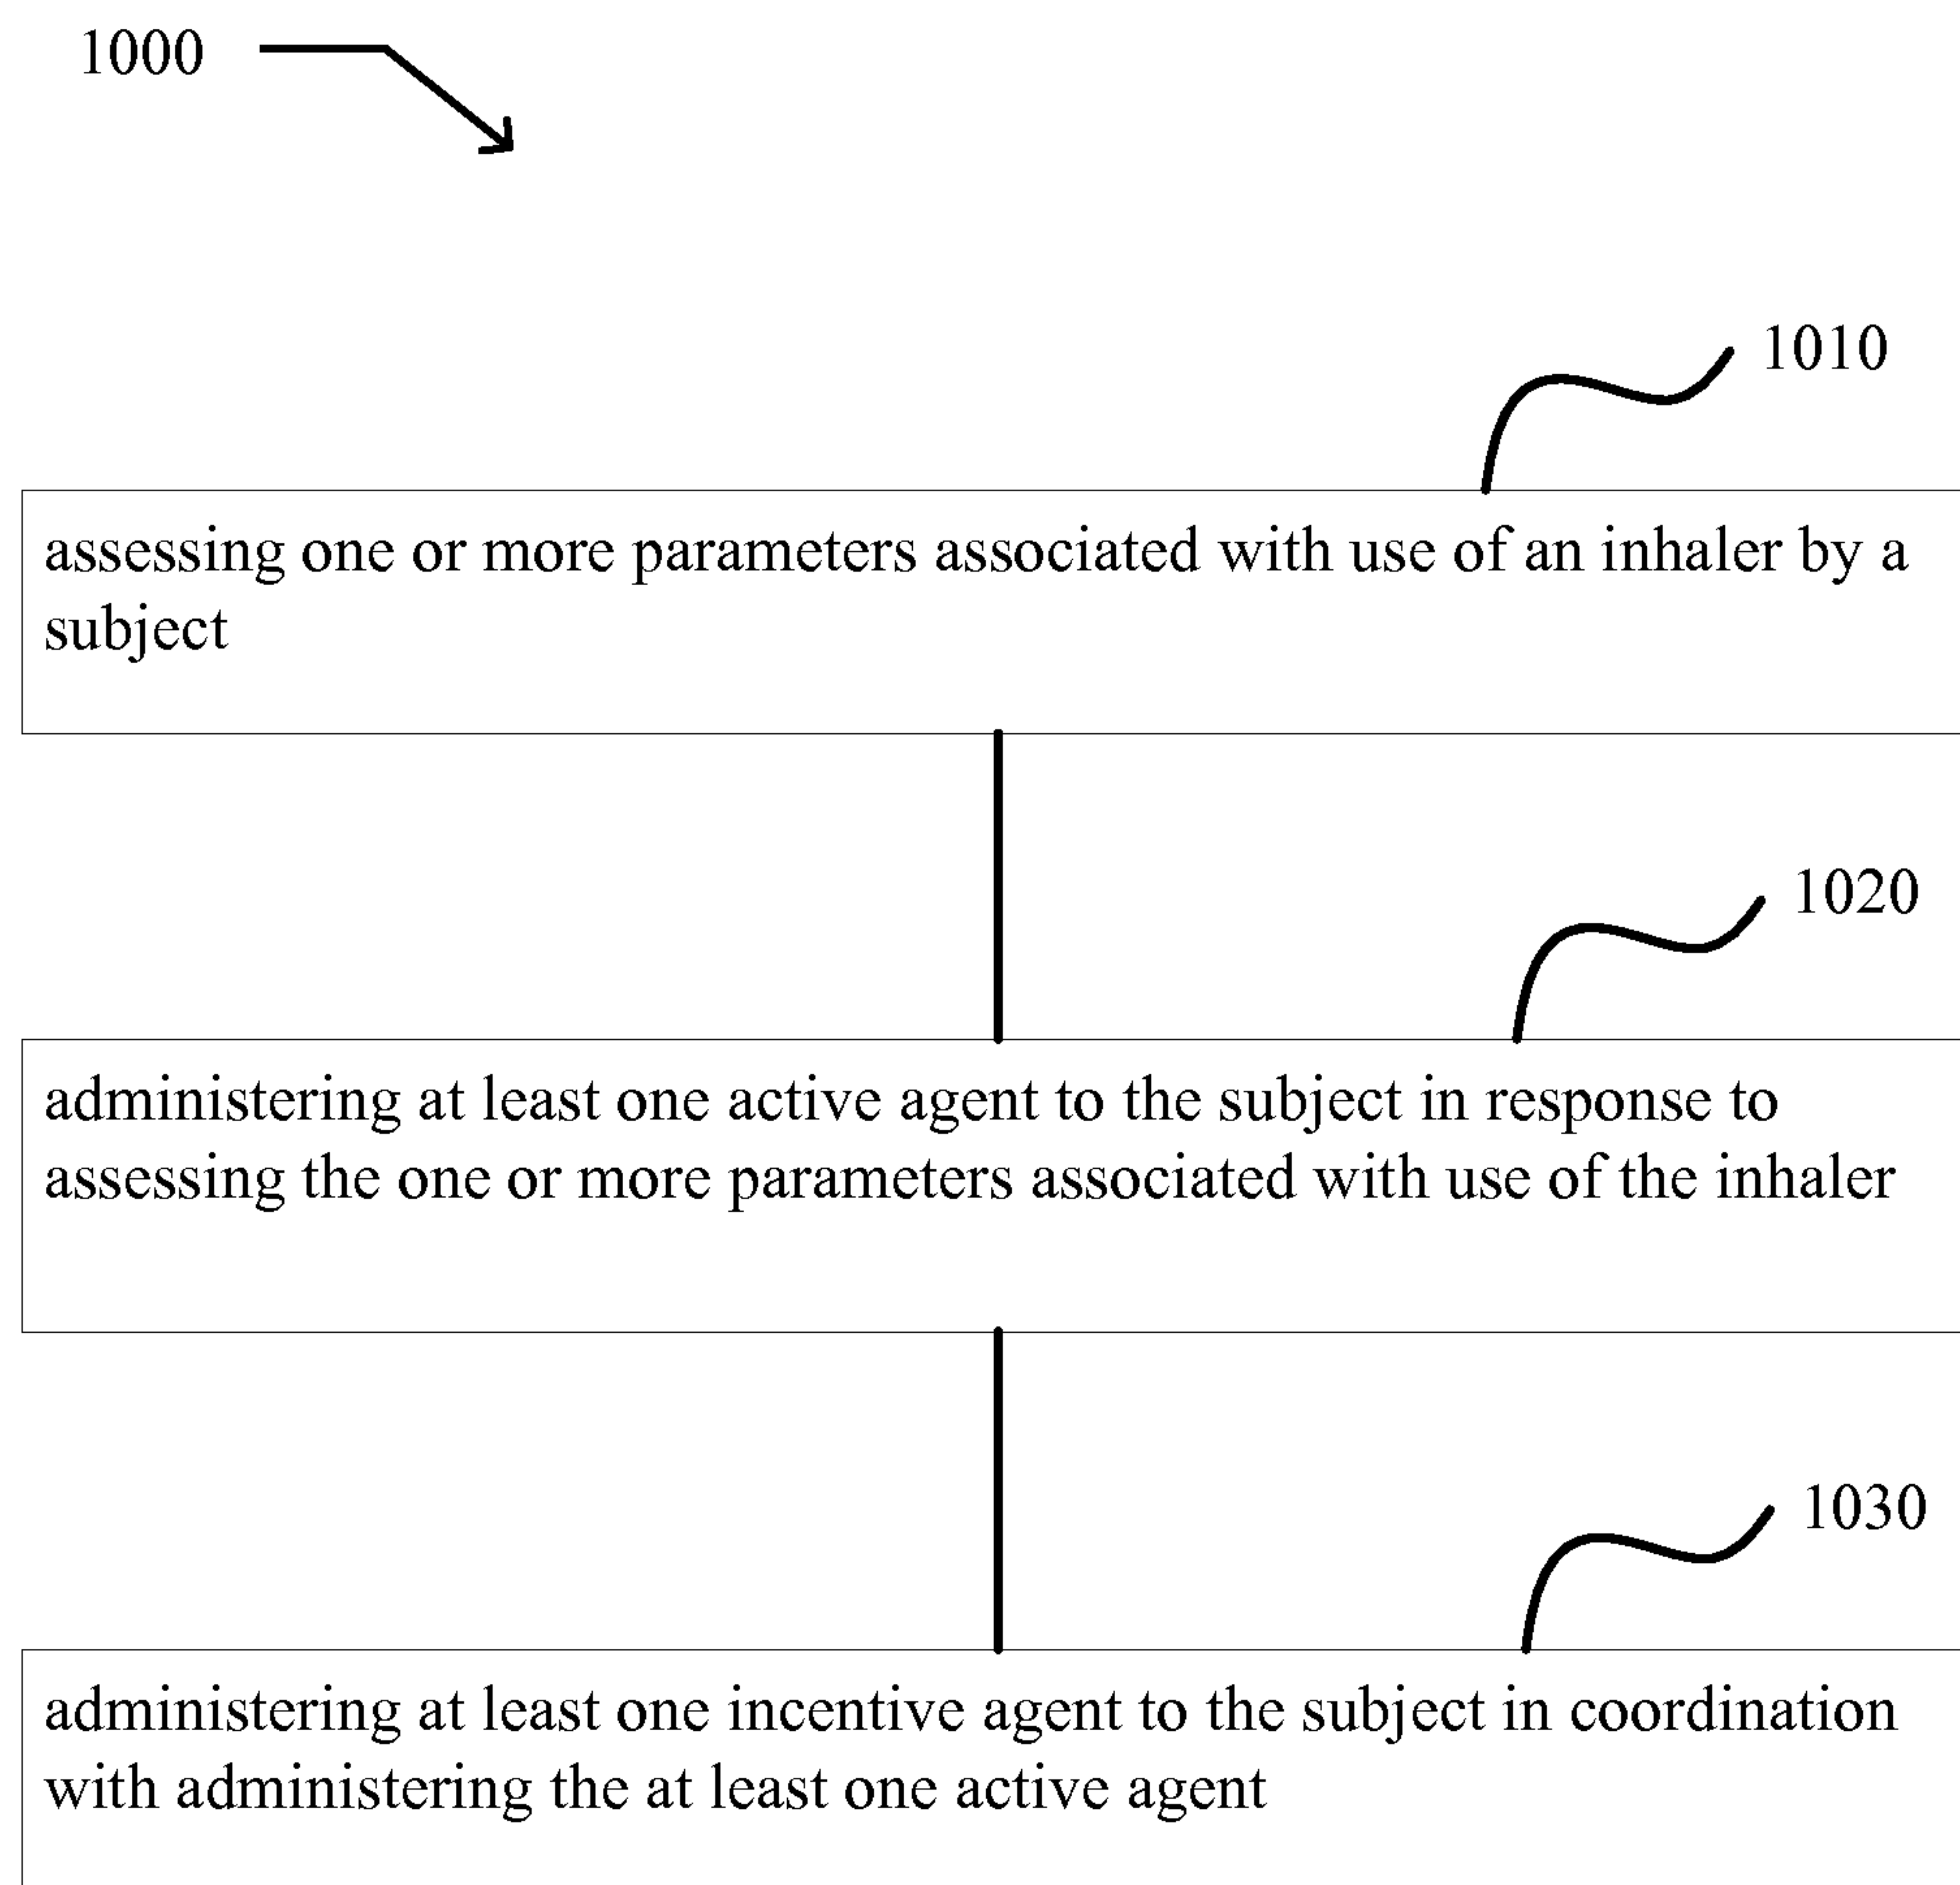 1000
1010
assessing one or more parameters associated with use of an inhaler by a
subject
1020
administering at least one active agent to the subject in response to
assessing the one or more parameters associated with use of the inhaler
1030
administering at least one incentive agent to the subject in coordination
with administering the at least one active agent